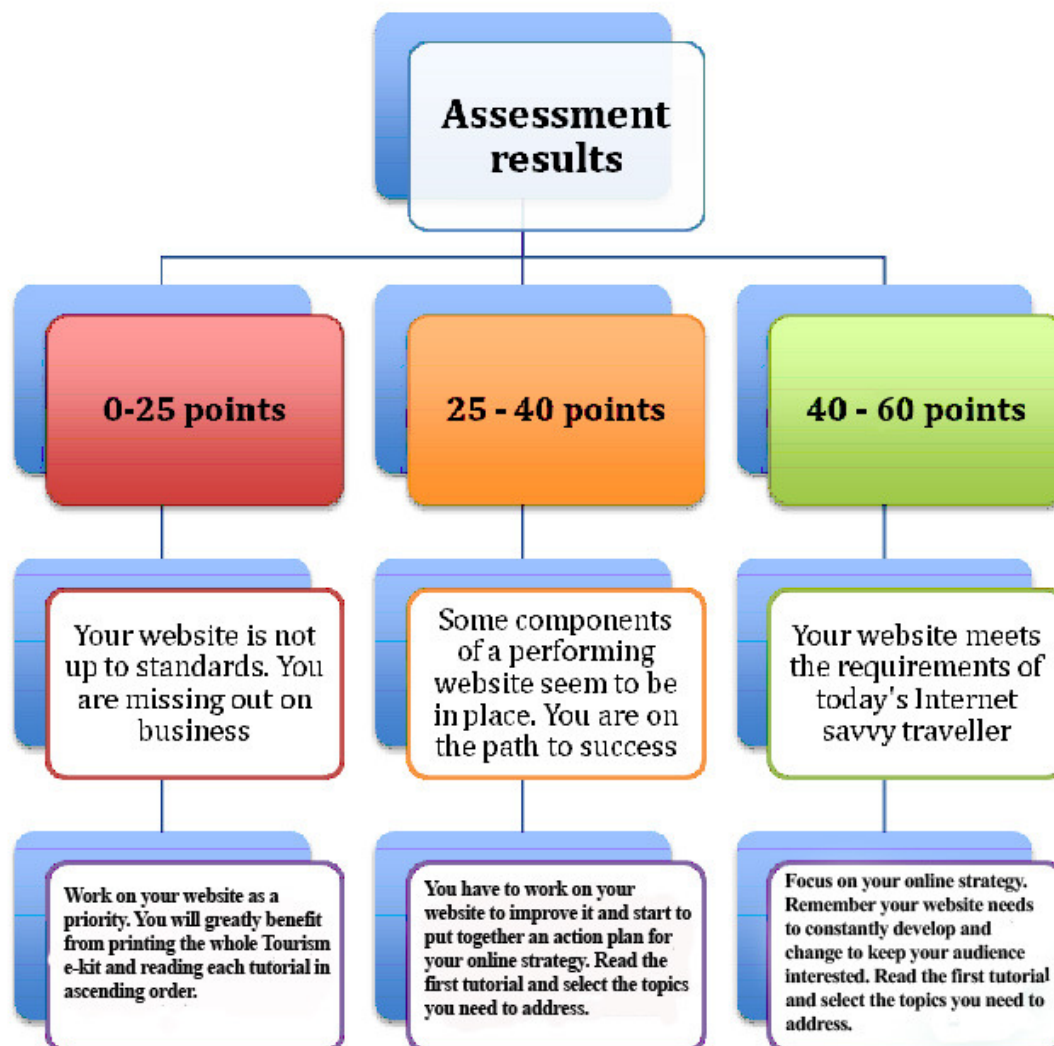 Assessment
results
0-25 points
25 - 40 points
40 - 60 points
Your website is not
up to standards. You
are missing out on
business
Some components
of a performing
website seem to be
in place. You are on
the path to success
Your website meets
the requirements of
today's Internet
savvy traveller
Work on your website as a
priority. You will greatly benefit
from printing the whole Tourism
e-kit and reading each tutorial in
ascending order.
You have to work on your
website to improve it and start to
put together an action plan for
your online strategy. Read the
first tutorial and select the topics
you need to address.
Focus on your online strategy.
Remember your website needs
to constantly develop and
change to keep your audience
interested. Read the first tutorial
and select the topics you need to
address.